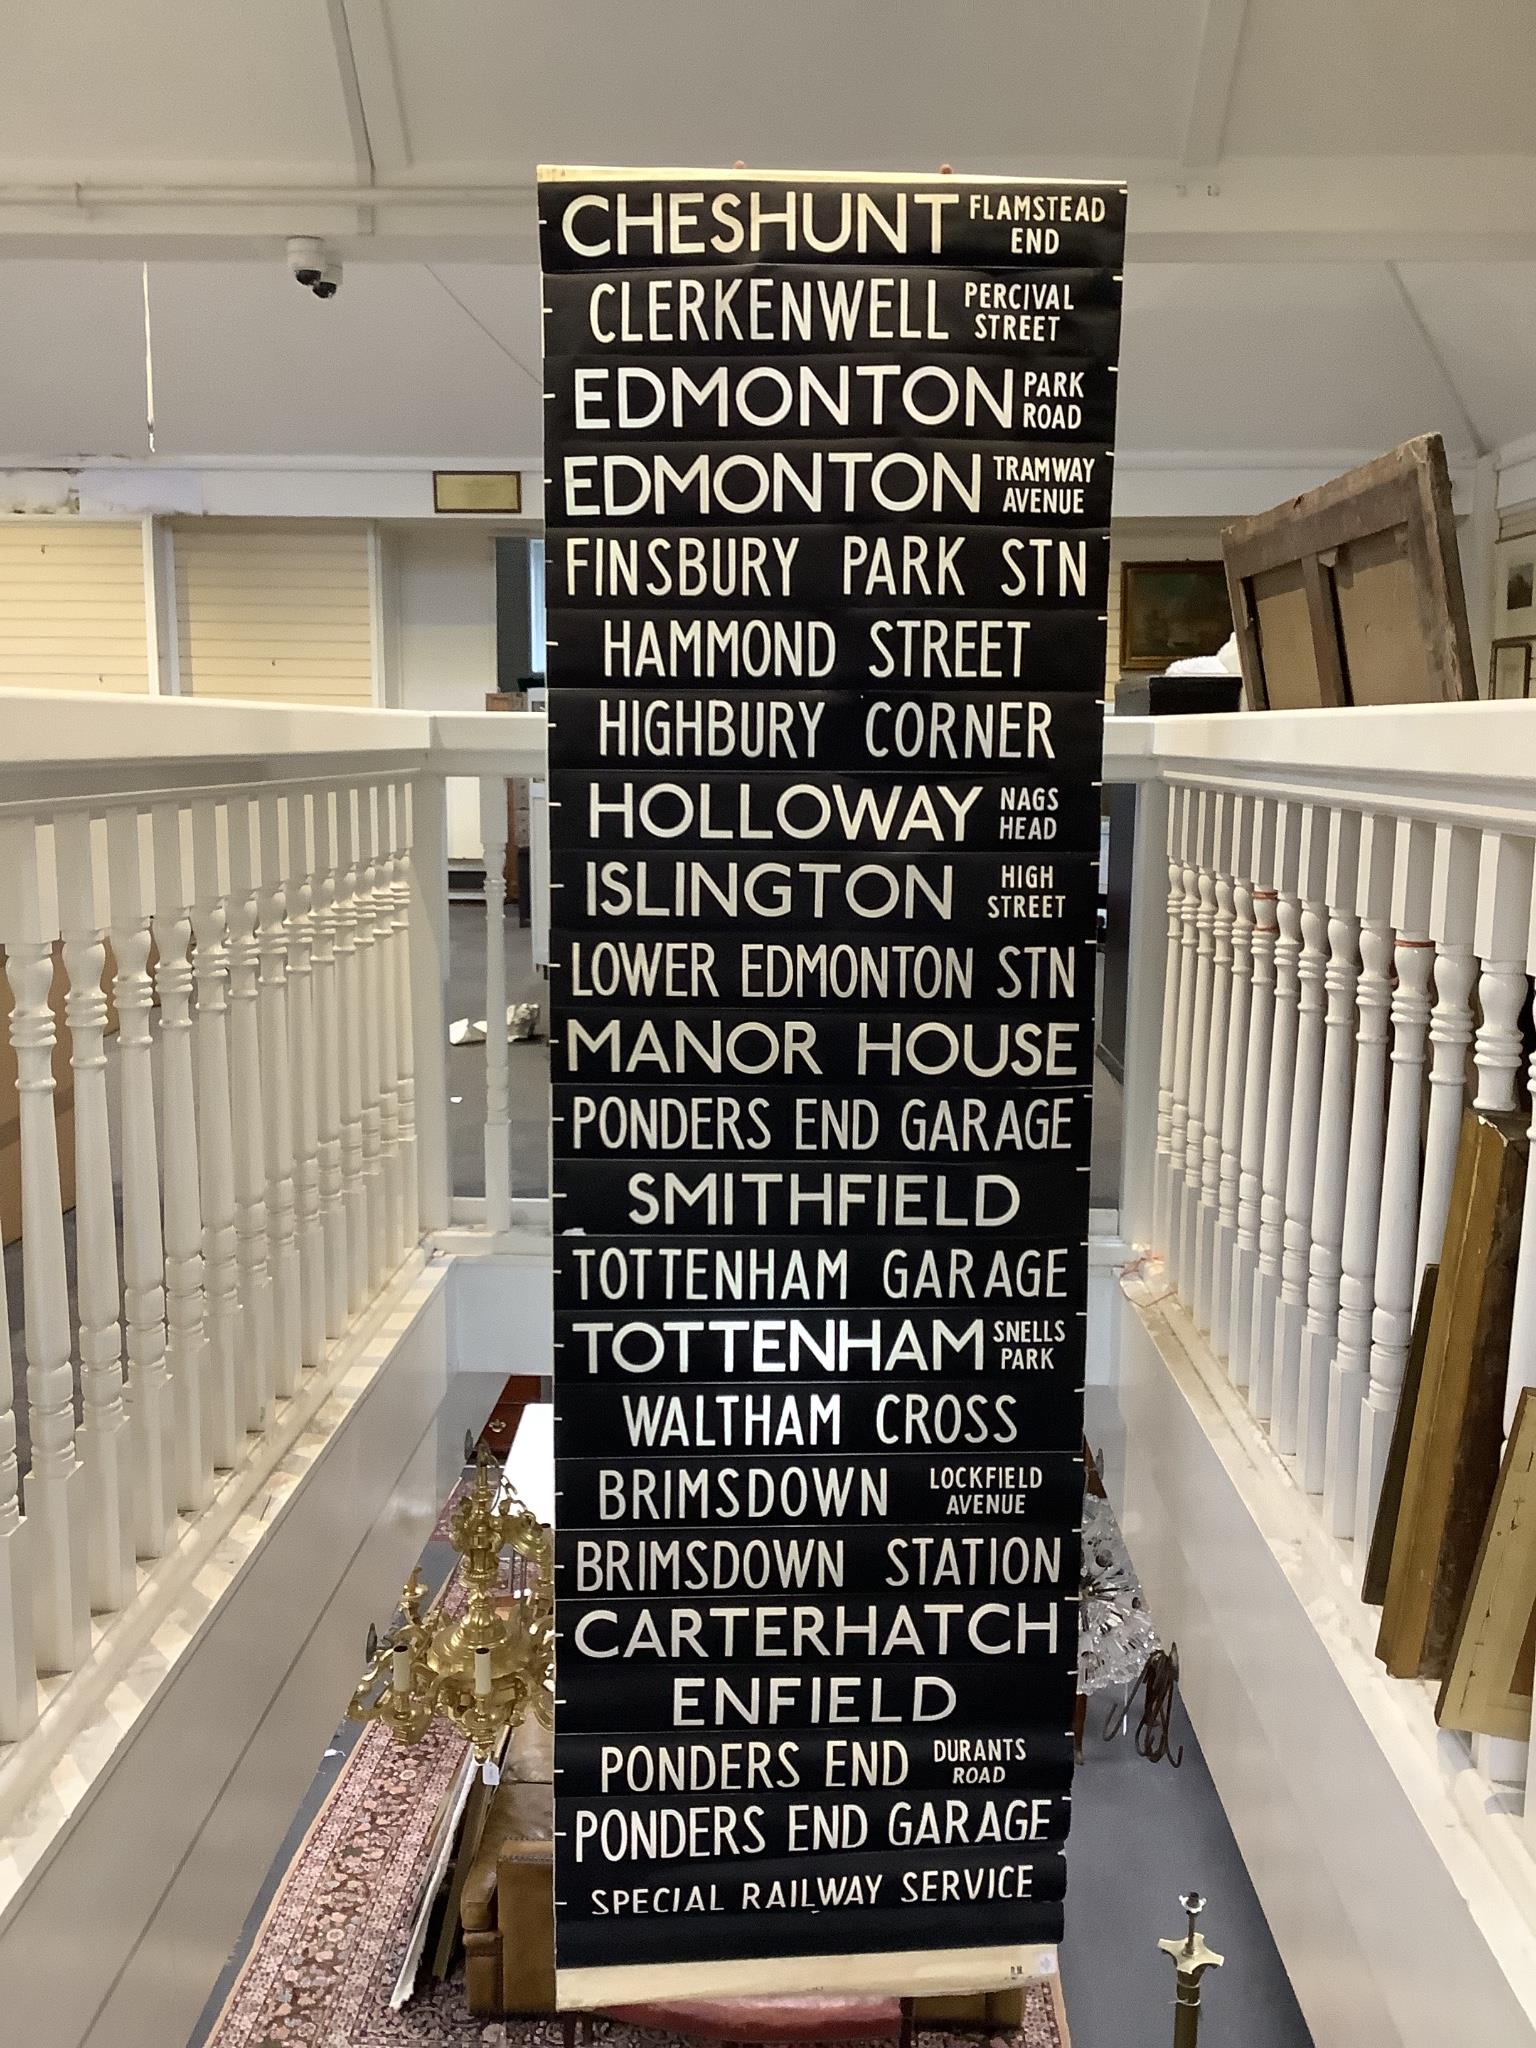 CHESHUNT FLAMSTEAD END
CLERKENWELL PERCIVAL STREET
EDMONTON PARK ROAD
EDMONTON TRAMWAY AVENUE
FINSBURY PARK STN
HAMMOND STREET
HIGHBURY CORNER
HOLLOWAY NAGS HEAD
ISLINGTON HIGH STREET
LOWER EDMONTON STN
MANOR HOUSE
PONDERS END GARAGE
SMITHFIELD
TOTTENHAM GARAGE
TOTTENHAM SNELLS PARK
WALTHAM CROSS
BRIMSDOWN LOCKFIELD AVENUE
BRIMSDOWN STATION
CARTERHATCH
ENFIELD
PONDERS END DURANTS ROAD
PONDERS END GARAGE
SPECIAL RAILWAY SERVICE